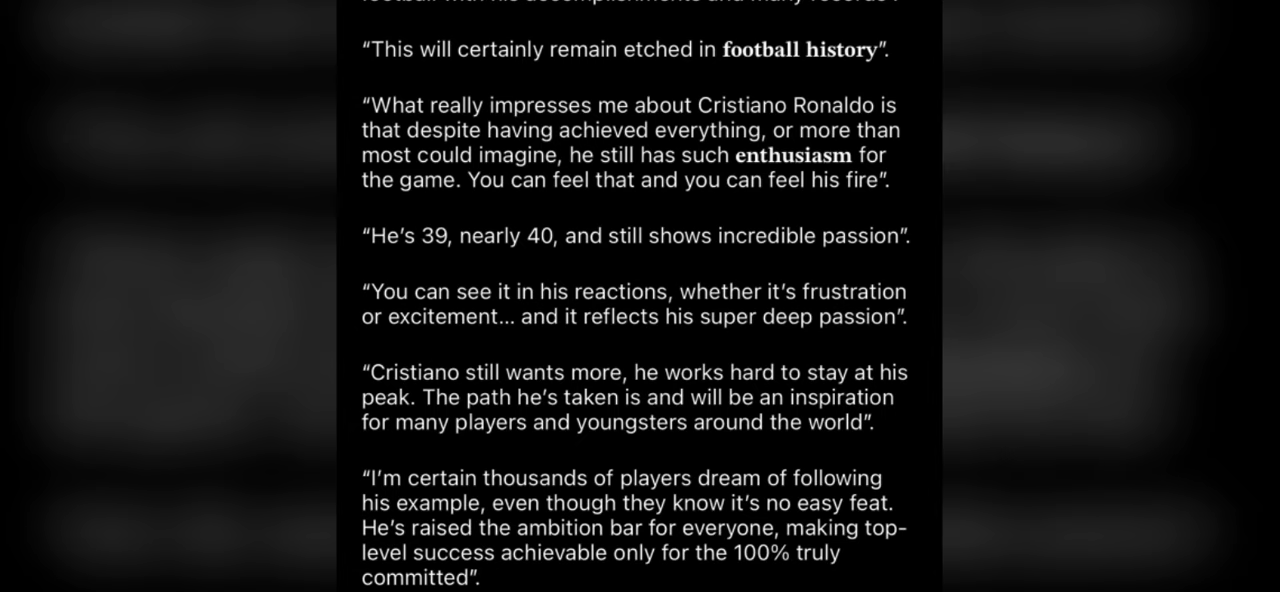 football with his accomplishments and many records”.
“This will certainly remain etched in football history”.
“What really impresses me about Cristiano Ronaldo is
that despite having achieved everything, or more than
most could imagine, he still has such enthusiasm for
the game. You can feel that and you can feel his fire”.
“He’s 39, nearly 40, and still shows incredible passion”.
“You can see it in his reactions, whether it’s frustration
or excitement... and it reflects his super deep passion”.
“Cristiano still wants more, he works hard to stay at his
peak. The path he’s taken is and will be an inspiration
for many players and youngsters around the world”.
“I’m certain thousands of players dream of following
his example, even though they know it’s no easy feat.
He’s raised the ambition bar for everyone, making top-
level success achievable only for the 100% truly
committed”.